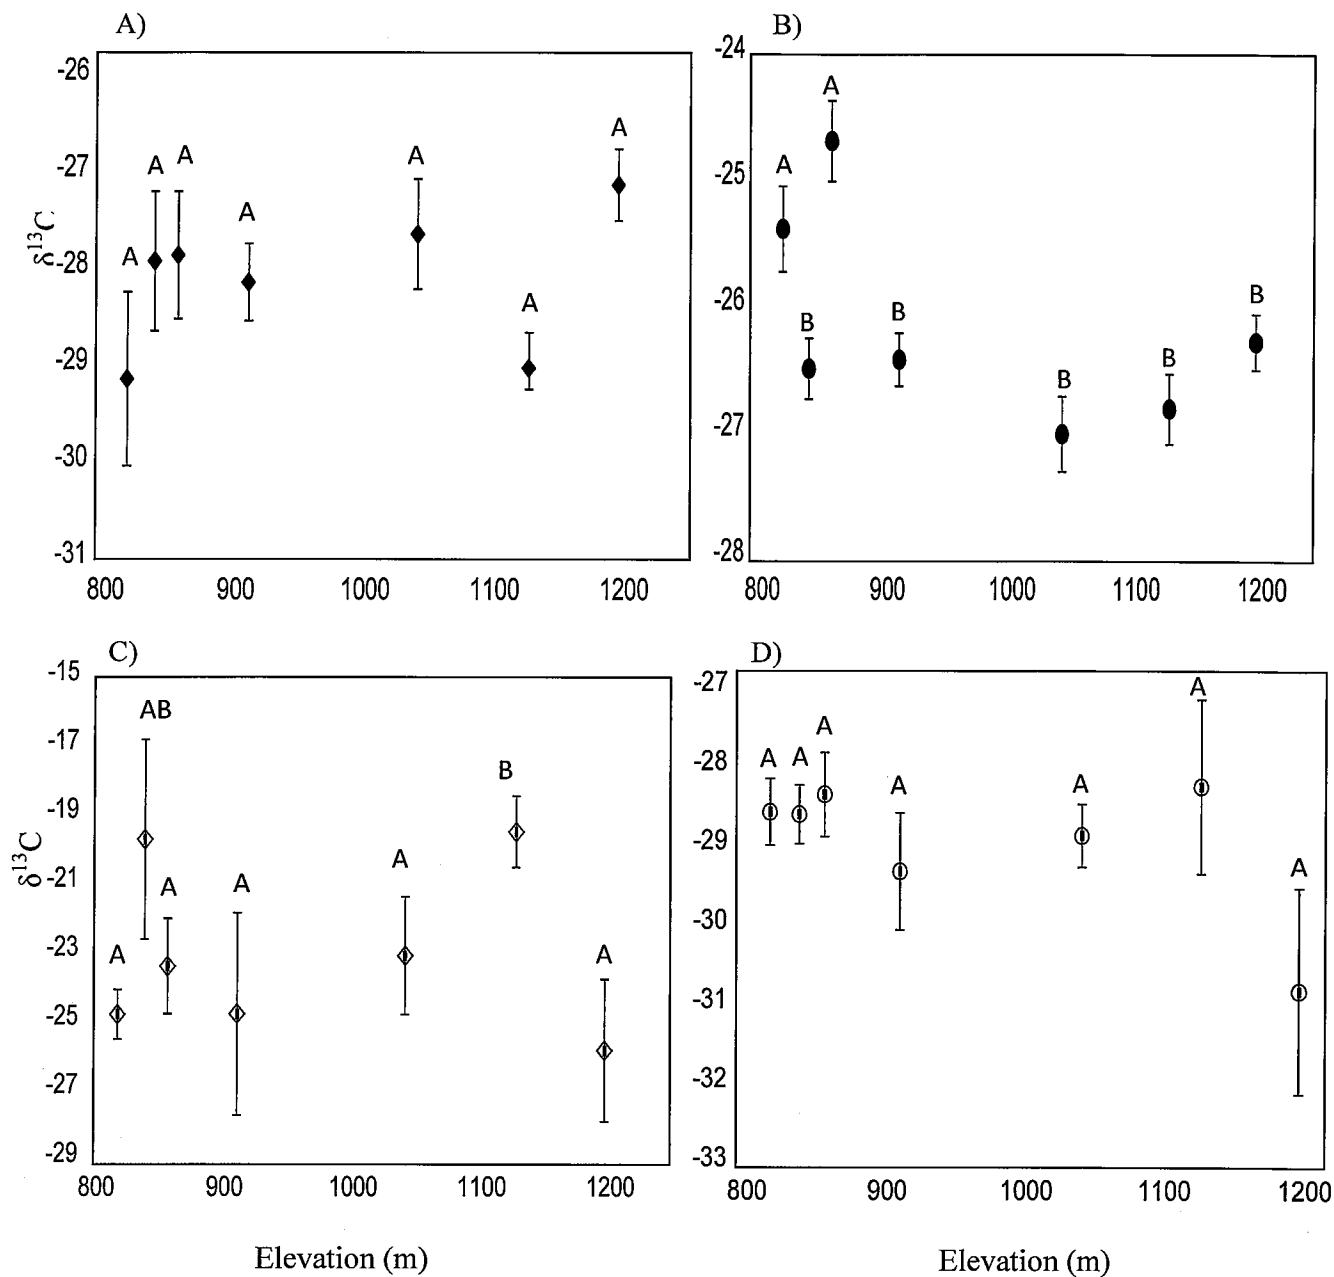 A)
-26
-27
-28
-29
-30
-31
δ¹³C
A
A
A
A
A
A
A
800
900
1000
1100
1200
B)
-24
-25
-26
-27
-28
A
A
B
B
B
B
B
800
900
1000
1100
1200
C)
-15
-17
-19
-21
-23
-25
-27
-29
δ¹³C
A
AB
A
A
A
B
A
800
900
1000
1100
1200
Elevation (m)
D)
-27
-28
-29
-30
-31
-32
-33
A
A
A
A
A
A
A
800
900
1000
1100
1200
Elevation (m)